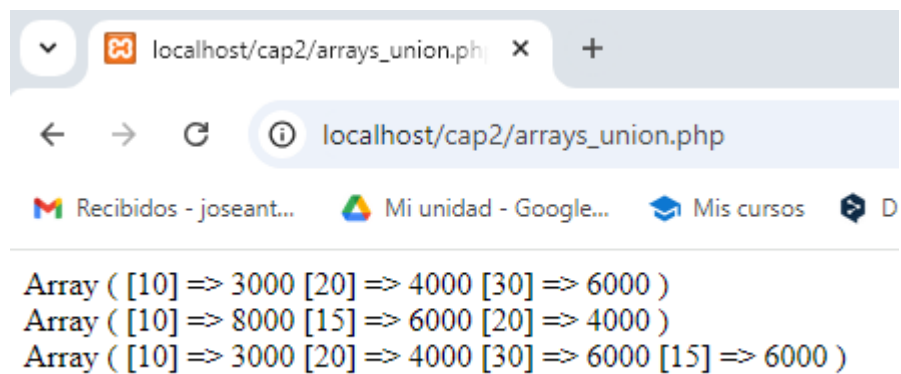 localhost/cap2/arrays_union.ph
localhost/cap2/arrays_union.php
Recibidos - joseant... Mi unidad - Google... Mis cursos D
Array ( [10] => 3000 [20] => 4000 [30] => 6000 )
Array ( [10] => 8000 [15] => 6000 [20] => 4000 )
Array ( [10] => 3000 [20] => 4000 [30] => 6000 [15] => 6000 )